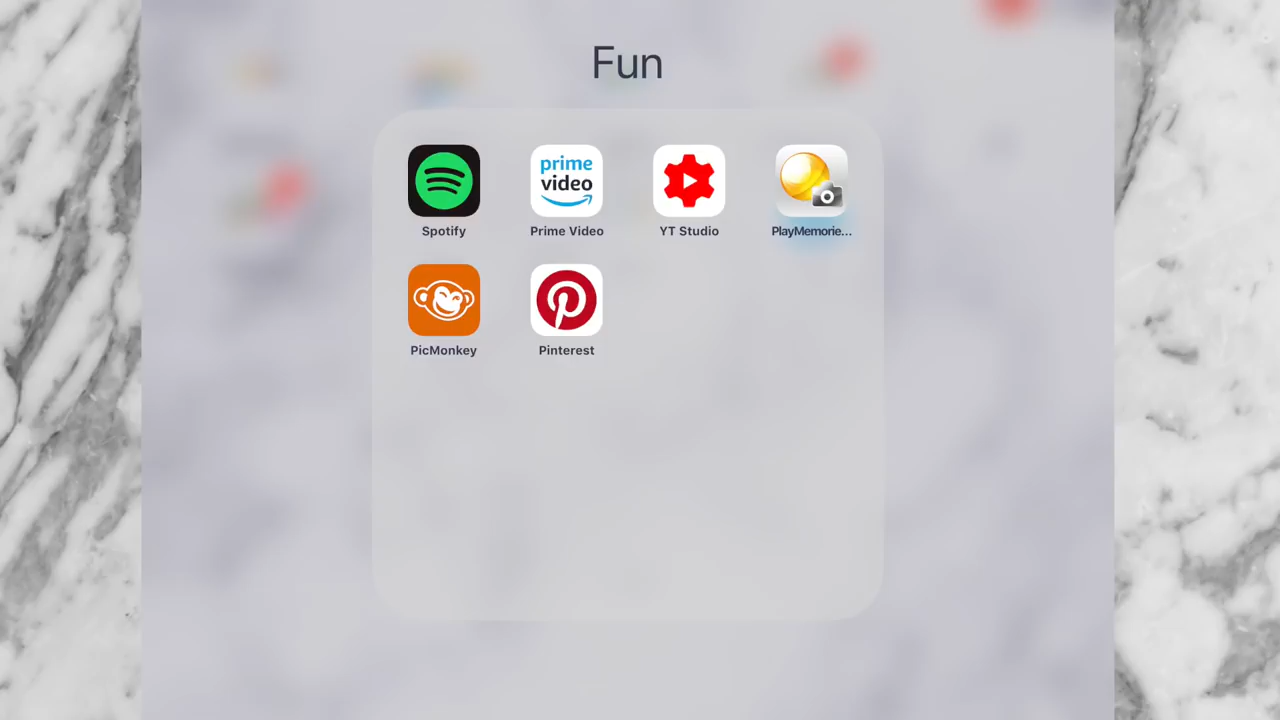 Fun
prime video
Spotify
Prime Video
YT Studio
PlayMemorie...
PicMonkey
Pinterest